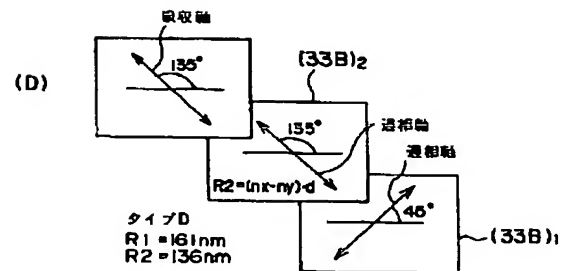 吸収軸
135°
(D)
(33B)₂
135°
遅相軸
遅相軸
R2=(nx-ny)・d
45°
タイプD
R1=161nm
R2=136nm
(33B)₁